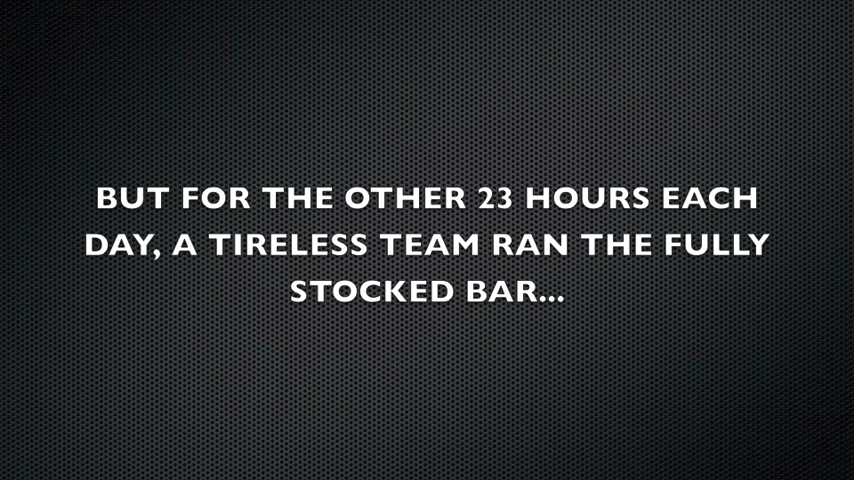 BUT FOR THE OTHER 23 HOURS EACH
DAY, A TIRELESS TEAM RAN THE FULLY
STOCKED BAR...